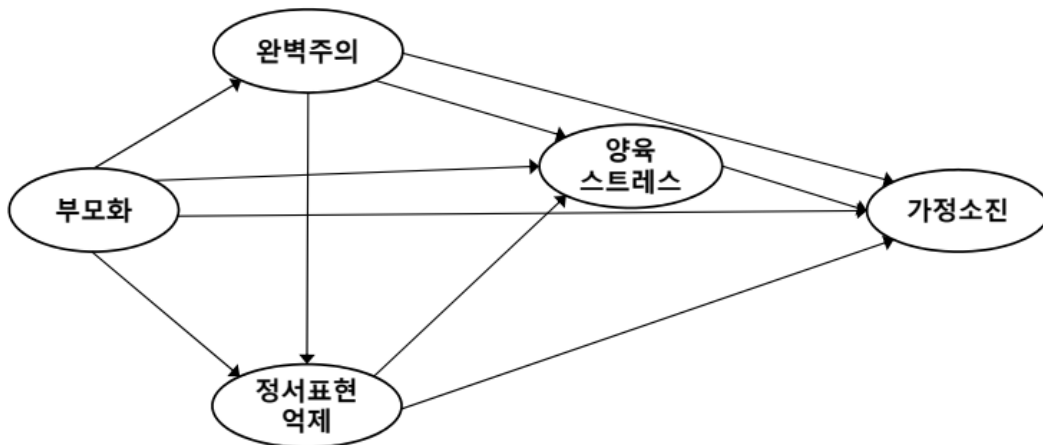 완벽주의
양육
스트레스
부모화
가정소진
정서표현
억제